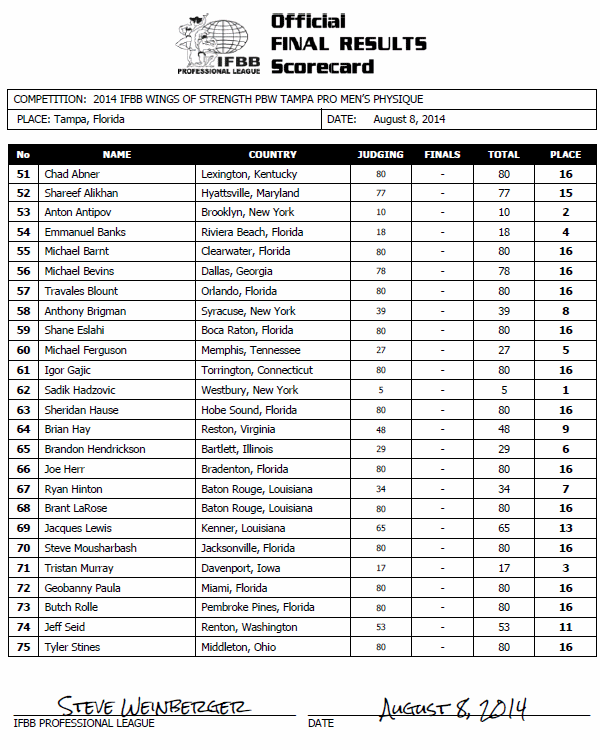 IFBB
PROFESSIONAL LEAGUE
Official
FINAL RESULTS
Scorecard
COMPETITION: 2014 IFBB WINGS OF STRENGTH PBW TAMPA PRO MEN'S PHYSIQUE
PLACE: Tampa, Florida DATE: August 8, 2014
No NAME COUNTRY JUDGING FINALS TOTAL PLACE
51 Chad Abner Lexington, Kentucky 80 - 80 16
52 Shareef Alikhan Hyattsville, Maryland 77 - 77 15
53 Anton Antipov Brooklyn, New York 10 - 10 2
54 Emmanuel Banks Riviera Beach, Florida 18 - 18 4
55 Michael Barnt Clearwater, Florida 80 - 80 16
56 Michael Bevins Dallas, Georgia 78 - 78 16
57 Travales Blount Orlando, Florida 80 - 80 16
58 Anthony Brigman Syracuse, New York 39 - 39 8
59 Shane Eslahi Boca Raton, Florida 80 - 80 16
60 Michael Ferguson Memphis, Tennessee 27 - 27 5
61 Igor Gajic Torrington, Connecticut 80 - 80 16
62 Sadik Hadzovic Westbury, New York 5 - 5 1
63 Sheridan Hause Hobe Sound, Florida 80 - 80 16
64 Brian Hay Reston, Virginia 48 - 48 9
65 Brandon Hendrickson Bartlett, Illinois 29 - 29 6
66 Joe Herr Bradenton, Florida 80 - 80 16
67 Ryan Hinton Baton Rouge, Louisiana 34 - 34 7
68 Brant LaRose Baton Rouge, Louisiana 80 - 80 16
69 Jacques Lewis Kenner, Louisiana 65 - 65 13
70 Steve Mousharbash Jacksonville, Florida 80 - 80 16
71 Tristan Murray Davenport, Iowa 17 - 17 3
72 Geobanny Paula Miami, Florida 80 - 80 16
73 Butch Rolle Pembroke Pines, Florida 80 - 80 16
74 Jeff Seid Renton, Washington 53 - 53 11
75 Tyler Stines Middleton, Ohio 80 - 80 16
STEVE WEINBERGER AUGUST 8, 2014
IFBB PROFESSIONAL LEAGUE DATE